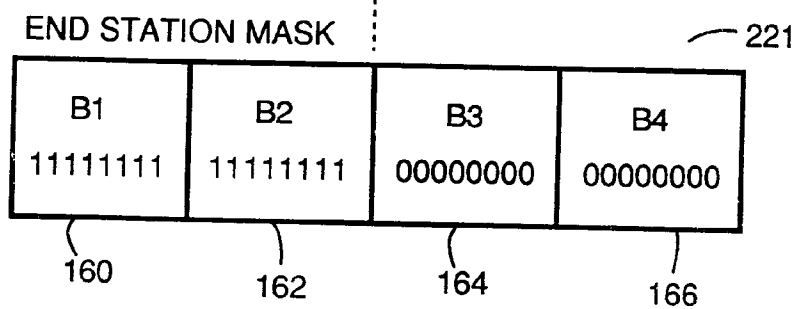 END STATION MASK
221
B1 B2 B3 B4
11111111 11111111 00000000 00000000
160 162 164 166